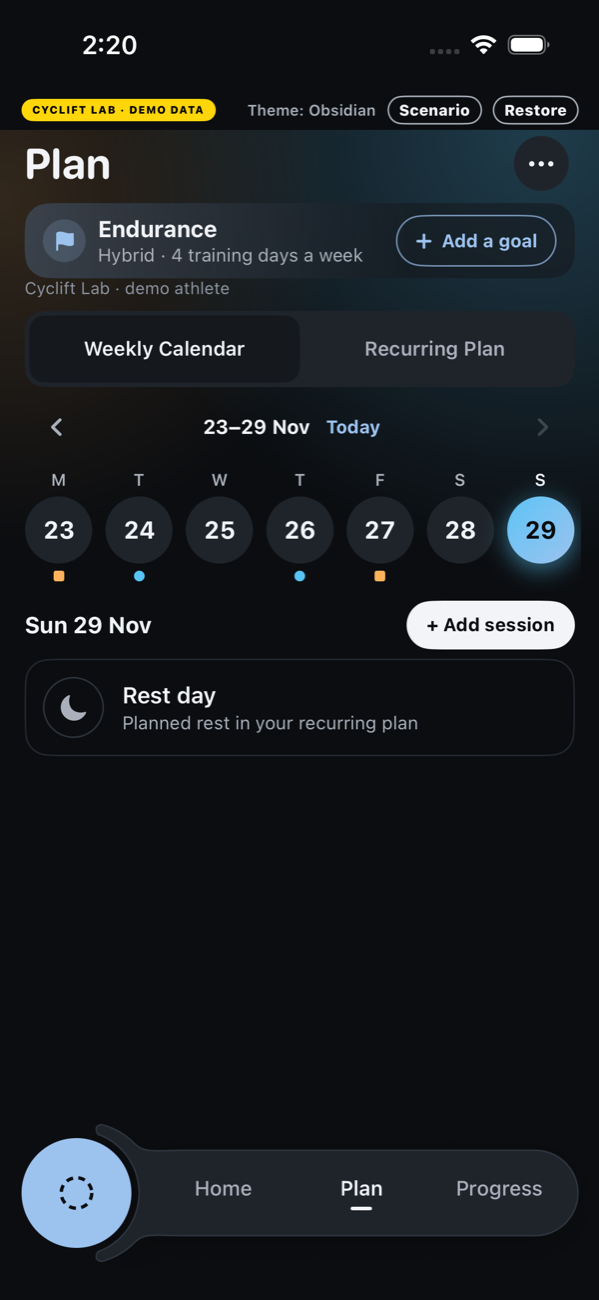 2:20
CYCLIFT LAB · DEMO DATA Theme: Obsidian Scenario Restore
Plan
Endurance
Hybrid · 4 training days a week
+ Add a goal
Cyclift Lab · demo athlete
Weekly Calendar Recurring Plan
23–29 Nov Today
M T W T F S S
23 24 25 26 27 28 29
Sun 29 Nov + Add session
Rest day
Planned rest in your recurring plan
Home Plan Progress